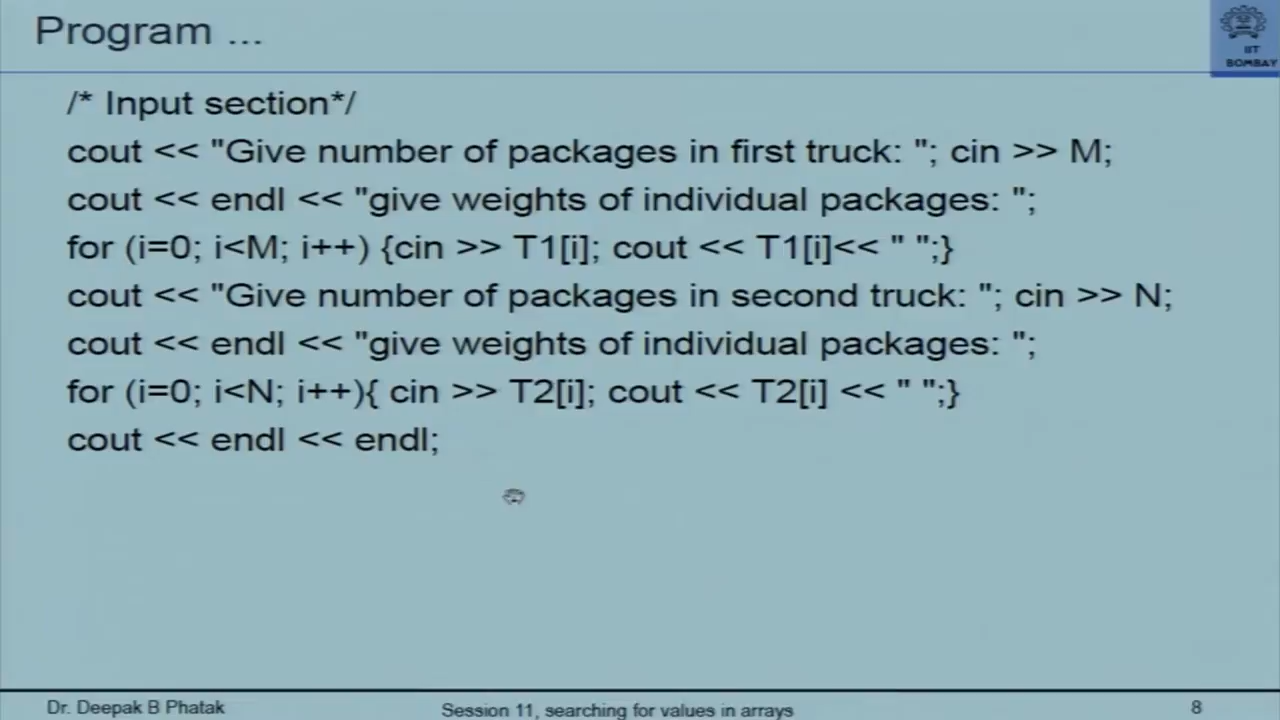 Program ...
IIT
BOMBAY
/* Input section*/
cout << "Give number of packages in first truck: "; cin >> M;
cout << endl << "give weights of individual packages: ";
for (i=0; i<M; i++) {cin >> T1[i]; cout << T1[i]<< " ";}
cout << "Give number of packages in second truck: "; cin >> N;
cout << endl << "give weights of individual packages: ";
for (i=0; i<N; i++){ cin >> T2[i]; cout << T2[i] << " ";}
cout << endl << endl;
Dr. Deepak B Phatak
Session 11, searching for values in arrays
8